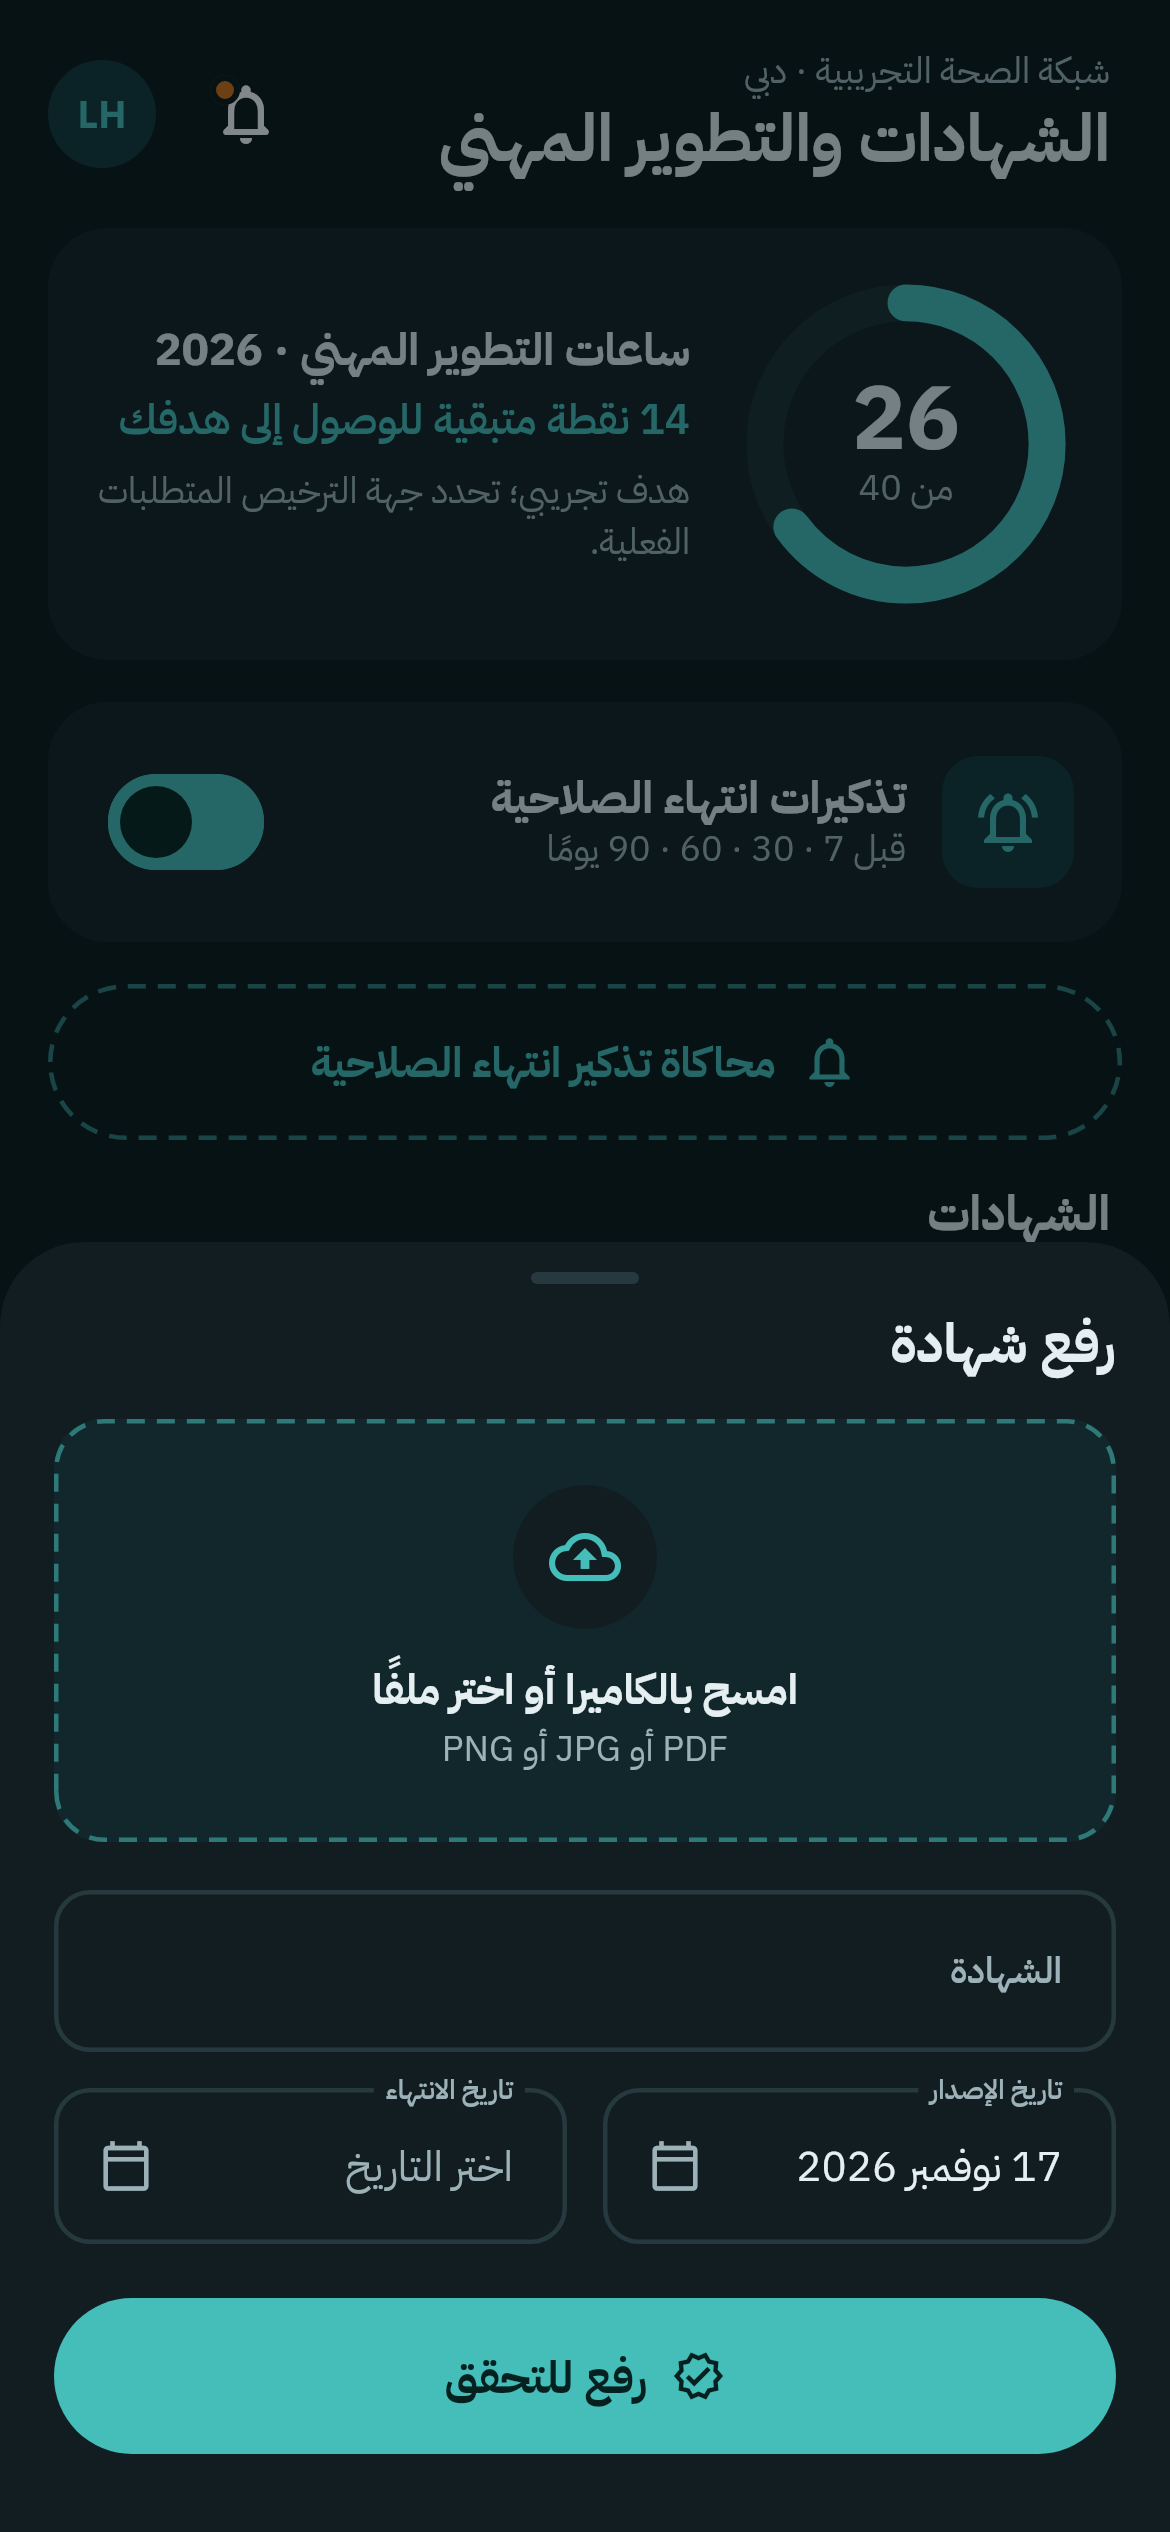 شبكة الصحة التجريبية · دبي
الشهادات والتطوير المهني
LH
26
من 40
ساعات التطوير المهني · 2026
14 نقطة متبقية للوصول إلى هدفك
هدف تجريبي؛ تحدد جهة الترخيص المتطلبات
الفعلية.
تذكيرات انتهاء الصلاحية
قبل 7 · 30 · 60 · 90 يومًا
محاكاة تذكير انتهاء الصلاحية
الشهادات
رفع شهادة
امسح بالكاميرا أو اختر ملفًا
PDF أو JPG أو PNG
الشهادة
تاريخ الإصدار
17 نوفمبر 2026
تاريخ الانتهاء
اختر التاريخ
رفع للتحقق